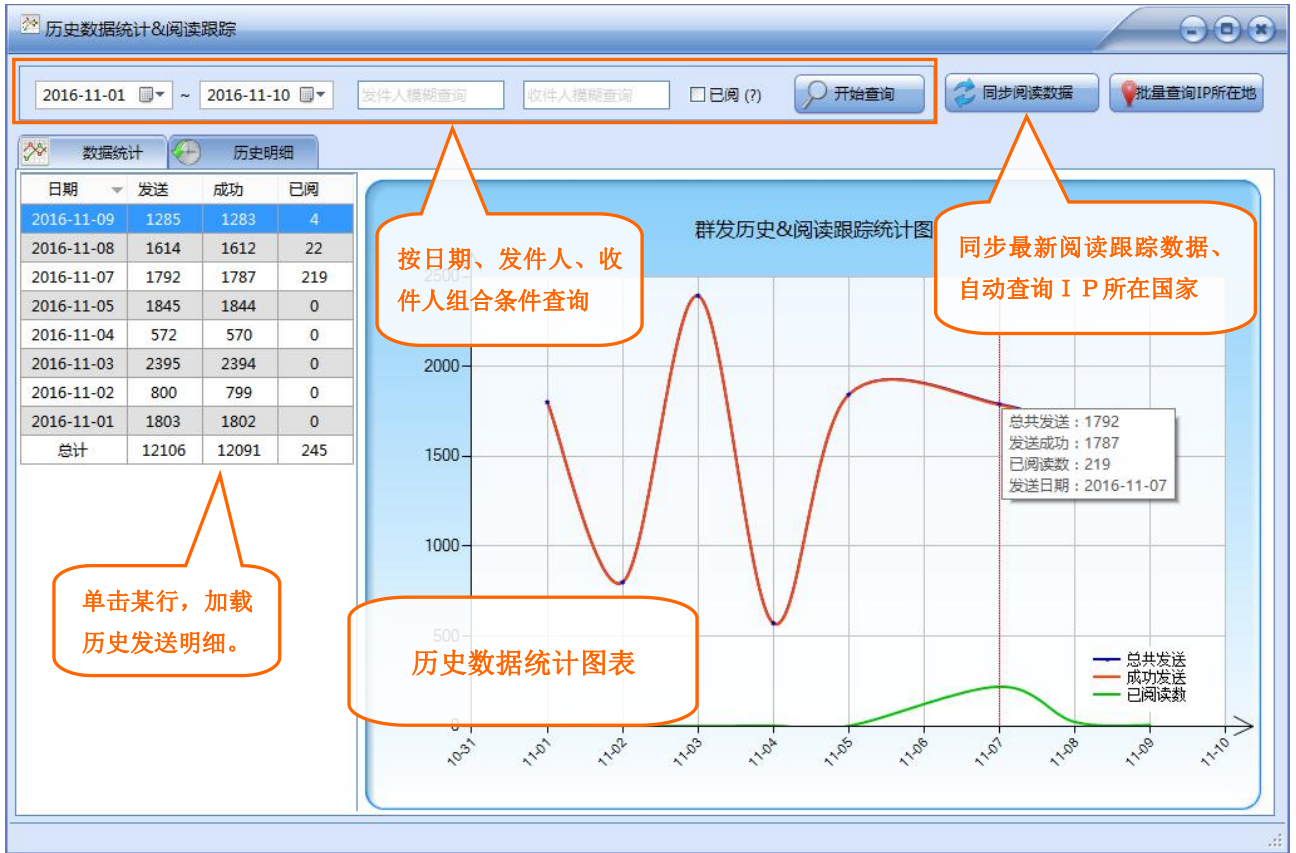 历史数据统计&阅读跟踪
2016-11-01 ~ 2016-11-10 发件人模糊查询 收件人模糊查询 已阅 (?) 开始查询 同步阅读数据 批量查询IP所在地
数据统计 历史明细
日期 发送 成功 已阅
2016-11-09 1285 1283 4
2016-11-08 1614 1612 22
2016-11-07 1792 1787 219
2016-11-05 1845 1844 0
2016-11-04 572 570 0
2016-11-03 2395 2394 0
2016-11-02 800 799 0
2016-11-01 1803 1802 0
总计 12106 12091 245
单击某行，加载
历史发送明细。
按日期、发件人、收
件人组合条件查询
群发历史&阅读跟踪统计图
同步最新阅读跟踪数据、
自动查询ＩＰ所在国家
2500
2000
1500
1000
500
0
总共发送：1792
发送成功：1787
已阅读数：219
发送日期：2016-11-07
历史数据统计图表
总共发送
成功发送
已阅读数
10-31 11-01 11-02 11-03 11-04 11-05 11-06 11-07 11-08 11-09 11-10